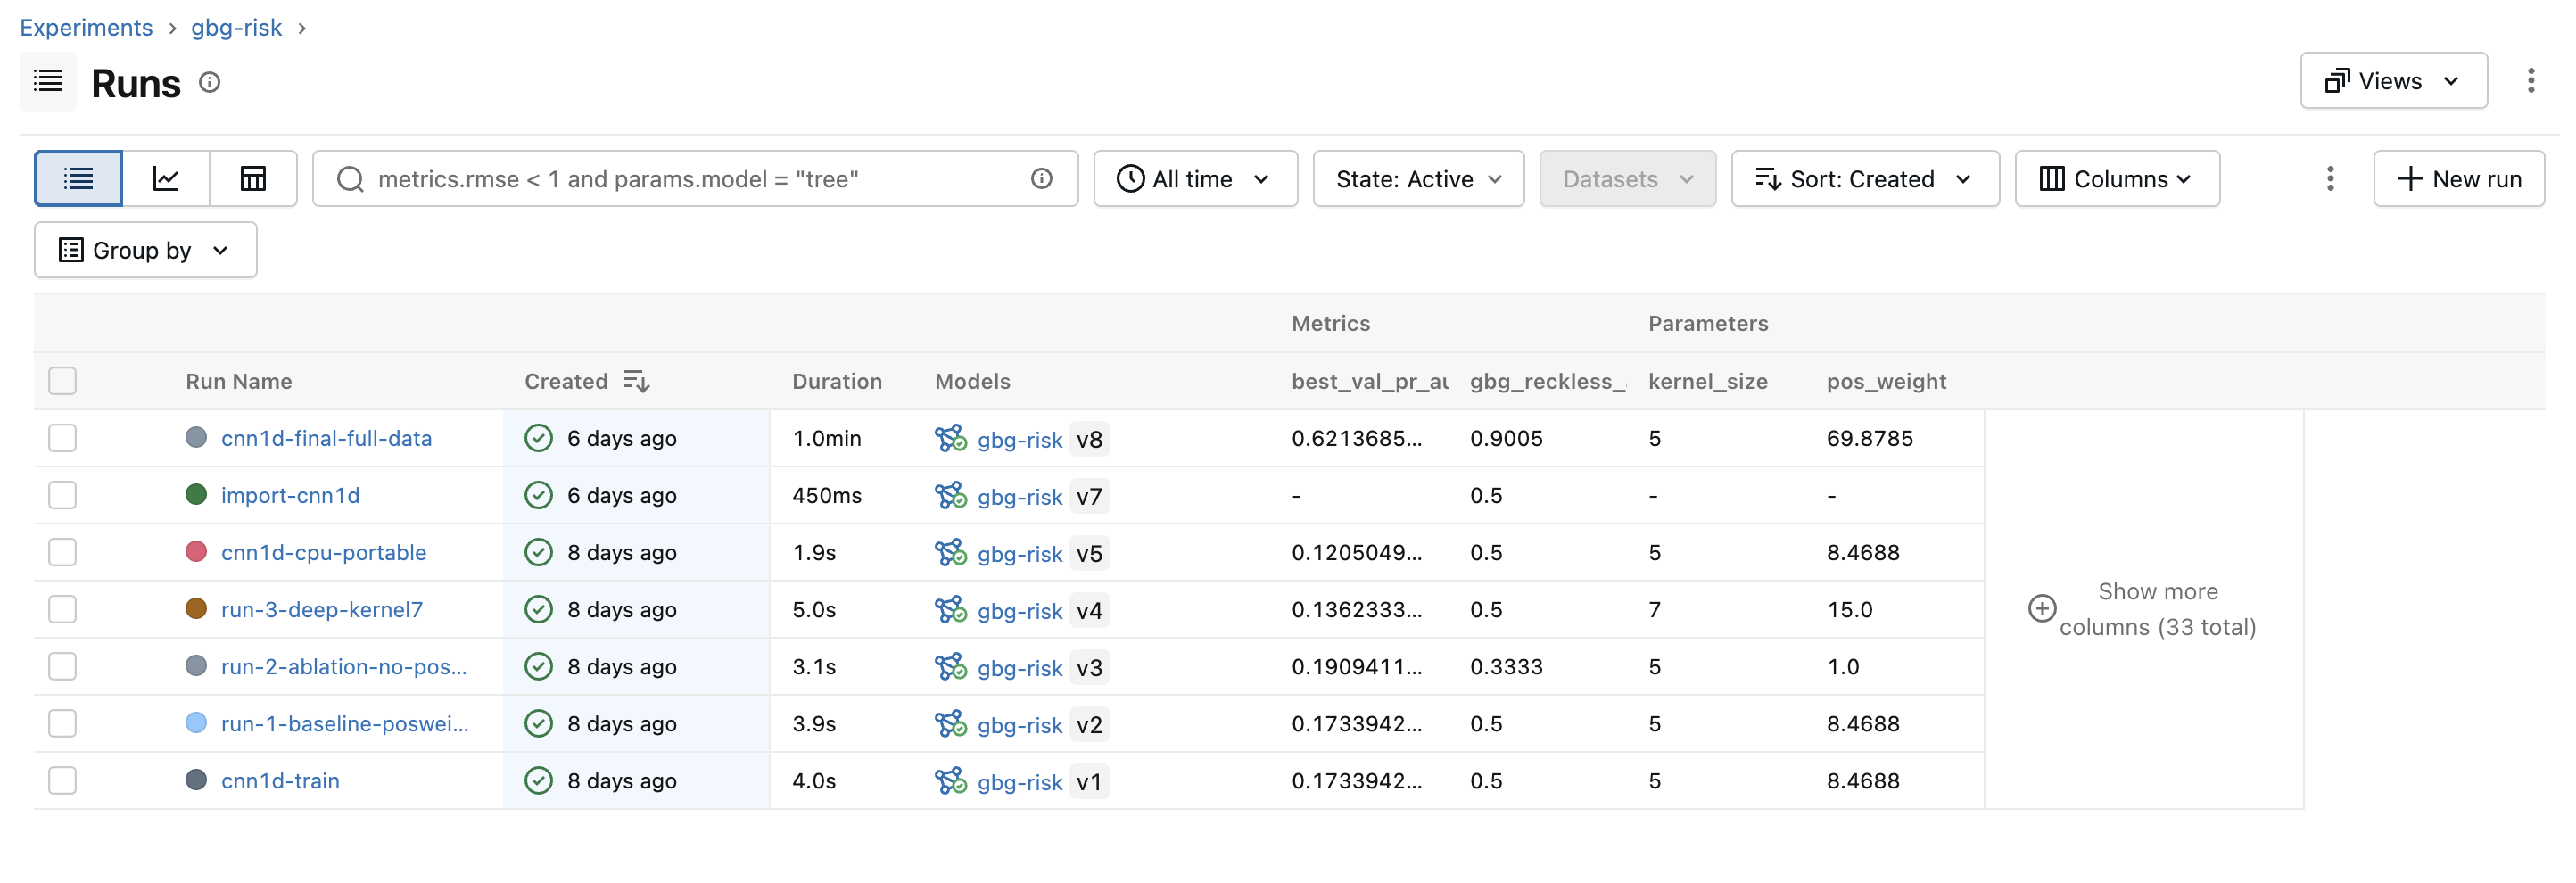 Experiments > gbg-risk >
Runs
Views
metrics.rmse < 1 and params.model = "tree"
All time
State: Active
Datasets
Sort: Created
Columns
New run
Group by
Metrics Parameters
Run Name Created Duration Models best_val_pr_au gbg_reckless_ kernel_size pos_weight
cnn1d-final-full-data 6 days ago 1.0min gbg-risk v8 0.6213685... 0.9005 5 69.8785
import-cnn1d 6 days ago 450ms gbg-risk v7 - 0.5 - -
cnn1d-cpu-portable 8 days ago 1.9s gbg-risk v5 0.1205049... 0.5 5 8.4688
run-3-deep-kernel7 8 days ago 5.0s gbg-risk v4 0.1362333... 0.5 7 15.0
run-2-ablation-no-pos... 8 days ago 3.1s gbg-risk v3 0.1909411... 0.3333 5 1.0
run-1-baseline-poswei... 8 days ago 3.9s gbg-risk v2 0.1733942... 0.5 5 8.4688
cnn1d-train 8 days ago 4.0s gbg-risk v1 0.1733942... 0.5 5 8.4688
Show more
columns (33 total)